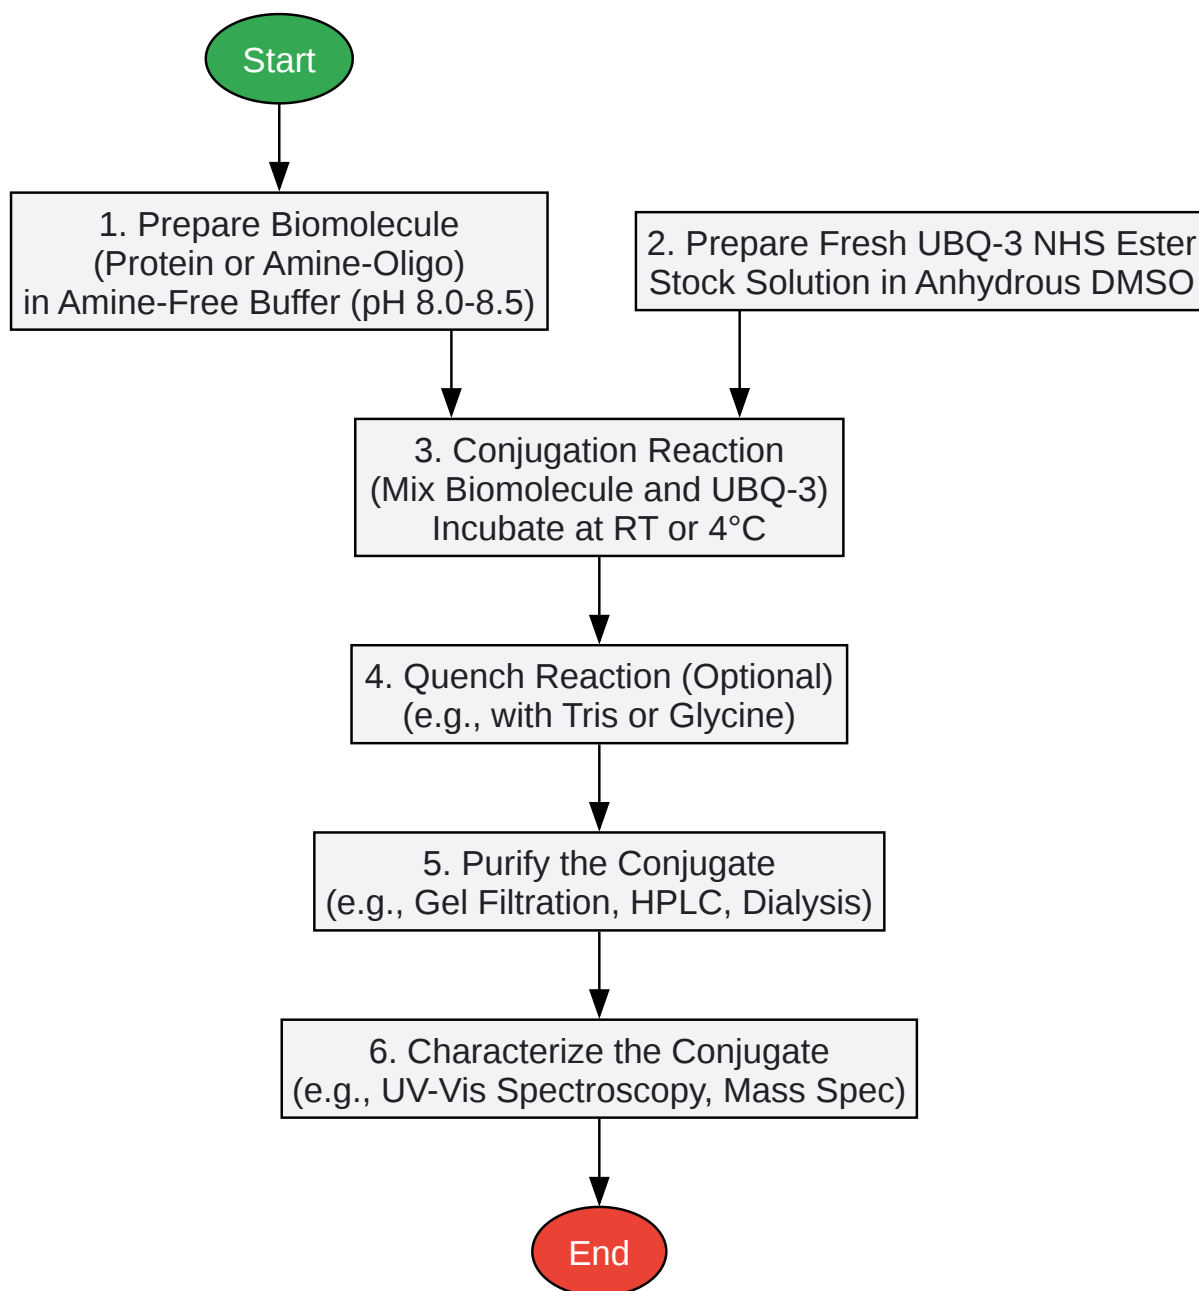 Start
1. Prepare Biomolecule
(Protein or Amine-Oligo)
in Amine-Free Buffer (pH 8.0-8.5)
2. Prepare Fresh UBQ-3 NHS Ester
Stock Solution in Anhydrous DMSO
3. Conjugation Reaction
(Mix Biomolecule and UBQ-3)
Incubate at RT or 4°C
4. Quench Reaction (Optional)
(e.g., with Tris or Glycine)
5. Purify the Conjugate
(e.g., Gel Filtration, HPLC, Dialysis)
6. Characterize the Conjugate
(e.g., UV-Vis Spectroscopy, Mass Spec)
End